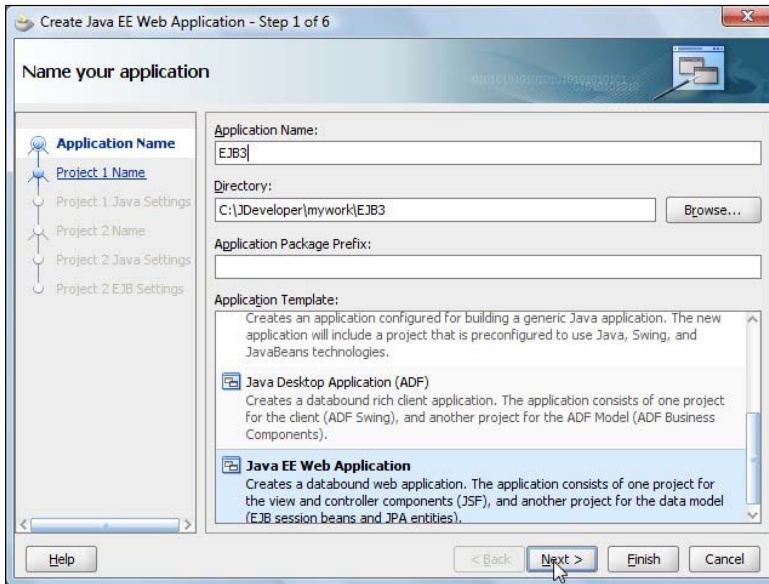 Create Java EE Web Application - Step 1 of 6
Name your application
Application Name
Project 1 Name
Project 1 Java Settings
Project 2 Name
Project 2 Java Settings
Project 2 EJB Settings
Application Name:
EJB3
Directory:
C:\JDeveloper\mywork\EJB3
Browse...
Application Package Prefix:
Application Template:
Creates an application configured for building a generic Java application. The new
application will include a project that is preconfigured to use Java, Swing, and
JavaBeans technologies.
Java Desktop Application (ADF)
Creates a databound rich client application. The application consists of one project
for the client (ADF Swing), and another project for the ADF Model (ADF Business
Components).
Java EE Web Application
Creates a databound web application. The application consists of one project for
the view and controller components (JSF), and another project for the data model
(EJB session beans and JPA entities).
Help
< Back
Next >
Finish
Cancel